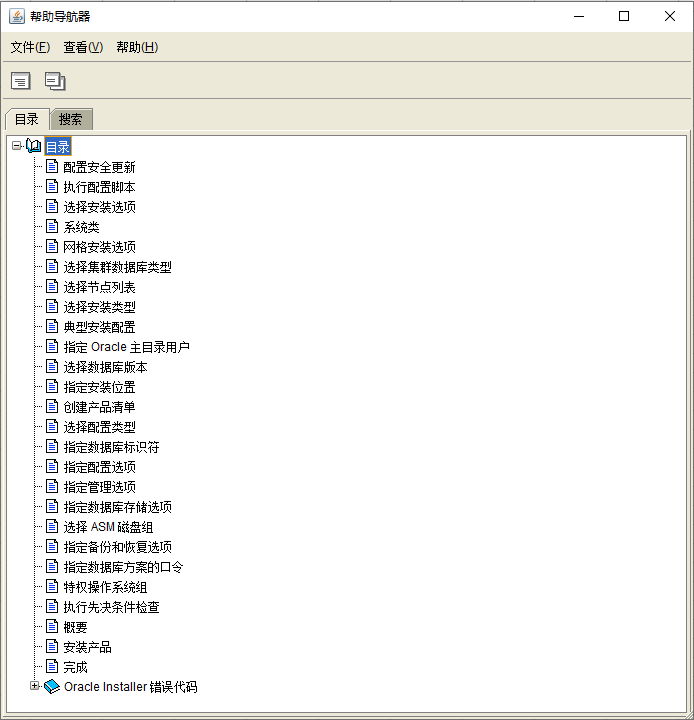 帮助导航器
文件(F) 查看(V) 帮助(H)
目录 搜索
目录
配置安全更新
执行配置脚本
选择安装选项
系统类
网格安装选项
选择集群数据库类型
选择节点列表
选择安装类型
典型安装配置
指定 Oracle 主目录用户
选择数据库版本
指定安装位置
创建产品清单
选择配置类型
指定数据库标识符
指定配置选项
指定管理选项
指定数据库存储选项
选择 ASM 磁盘组
指定备份和恢复选项
指定数据库方案的口令
特权操作系统组
执行先决条件检查
概要
安装产品
完成
Oracle Installer 错误代码